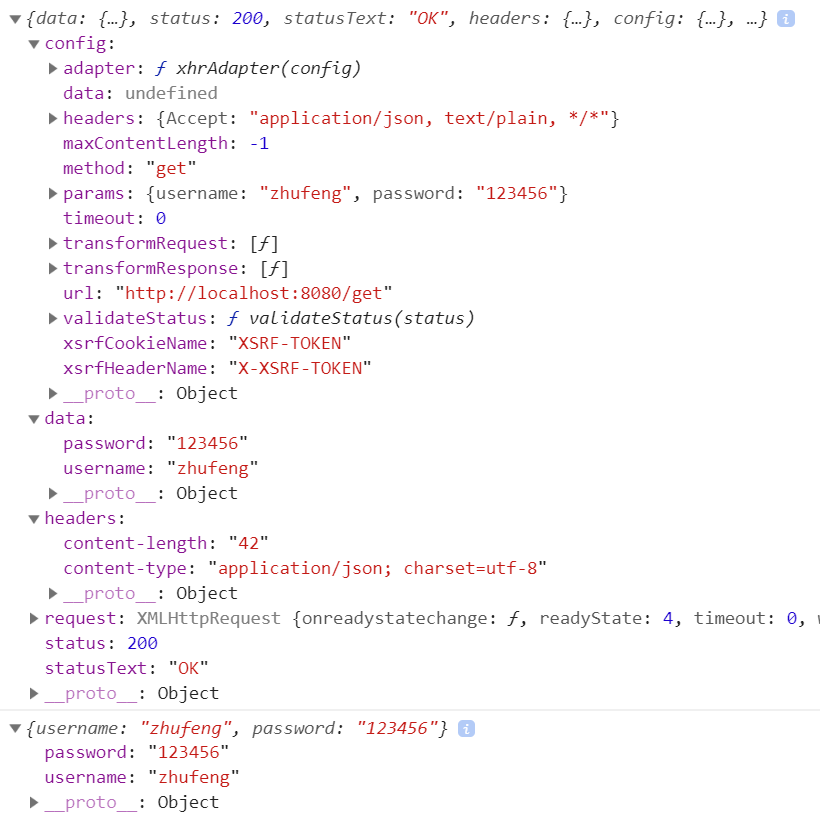 {data: {…}, status: 200, statusText: "OK", headers: {…}, config: {…}, …} i
config:
adapter: ƒ xhrAdapter(config)
data: undefined
headers: {Accept: "application/json, text/plain, */*"}
maxContentLength: -1
method: "get"
params: {username: "zhufeng", password: "123456"}
timeout: 0
transformRequest: [ƒ]
transformResponse: [ƒ]
url: "http://localhost:8080/get"
validateStatus: ƒ validateStatus(status)
xsrfCookieName: "XSRF-TOKEN"
xsrfHeaderName: "X-XSRF-TOKEN"
__proto__: Object
data:
password: "123456"
username: "zhufeng"
__proto__: Object
headers:
content-length: "42"
content-type: "application/json; charset=utf-8"
__proto__: Object
request: XMLHttpRequest {onreadystatechange: ƒ, readyState: 4, timeout: 0,
status: 200
statusText: "OK"
__proto__: Object
{username: "zhufeng", password: "123456"} i
password: "123456"
username: "zhufeng"
__proto__: Object